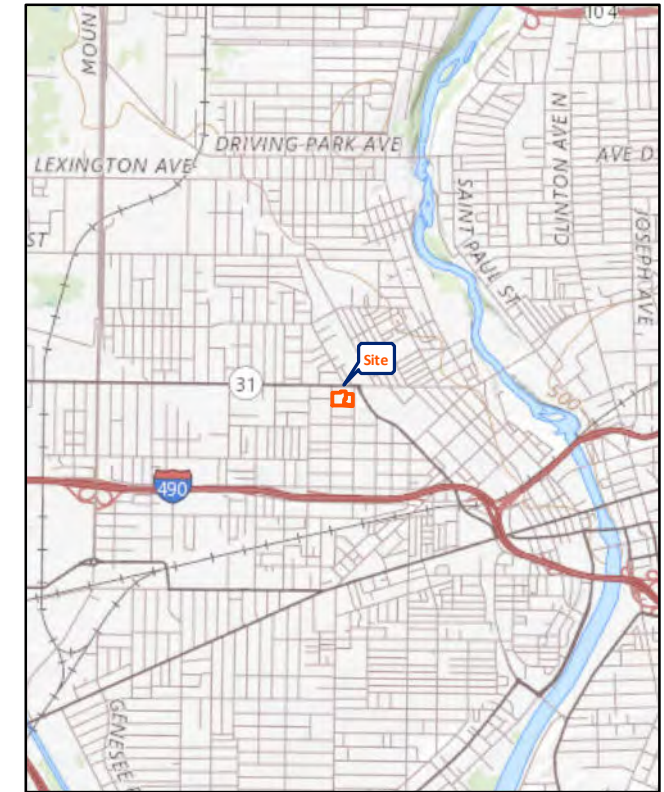 104
MOUN
DRIVING PARK AVE
LEXINGTON AVE
AVE D
CLINTON AVE N
SAINT PAUL ST
JOSEPH AVE
ST
Site
31
500
490
GENESEE